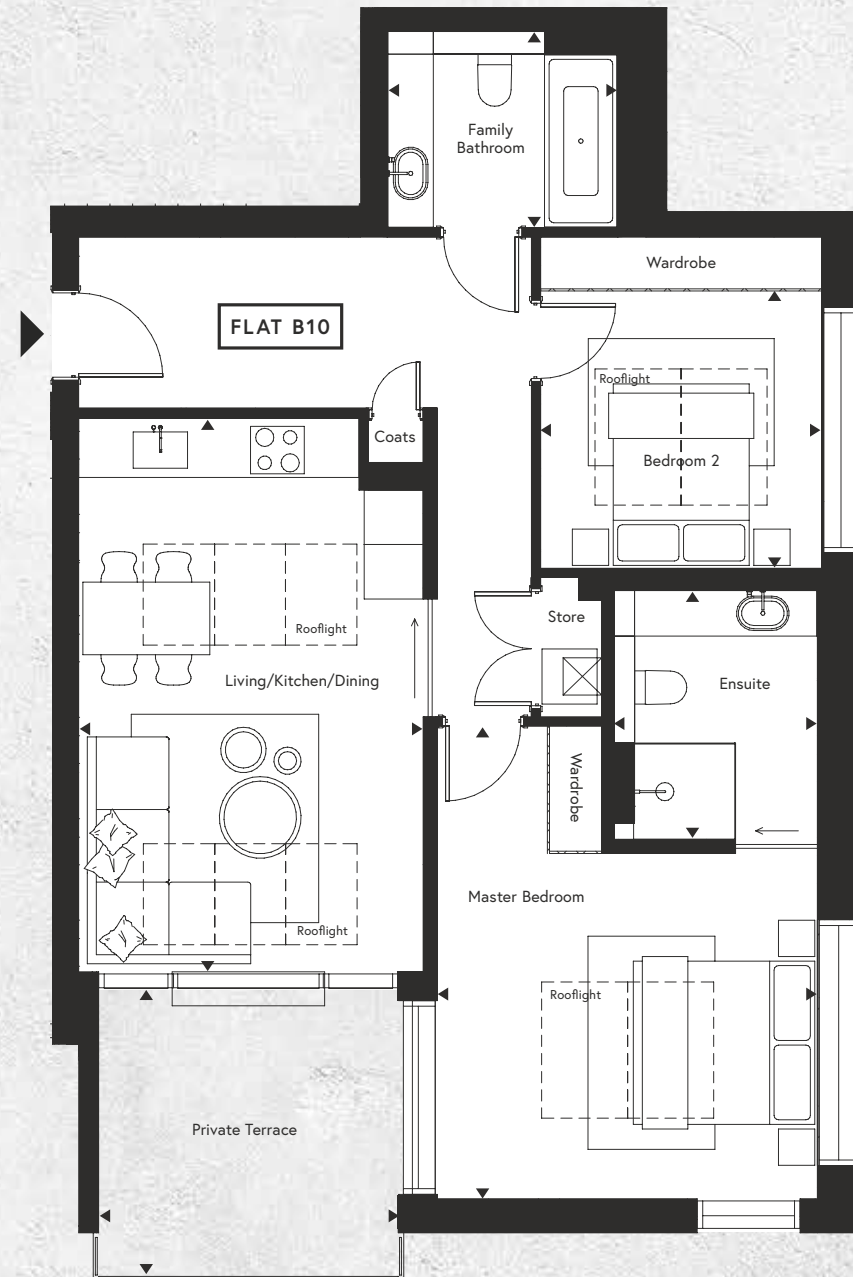 Family
Bathroom
Wardrobe
FLAT B10
Rooflight
Coats
Bedroom 2
Rooflight
Store
Living/Kitchen/Dining
Ensuite
Wardrobe
Master Bedroom
Rooflight
Rooflight
Private Terrace